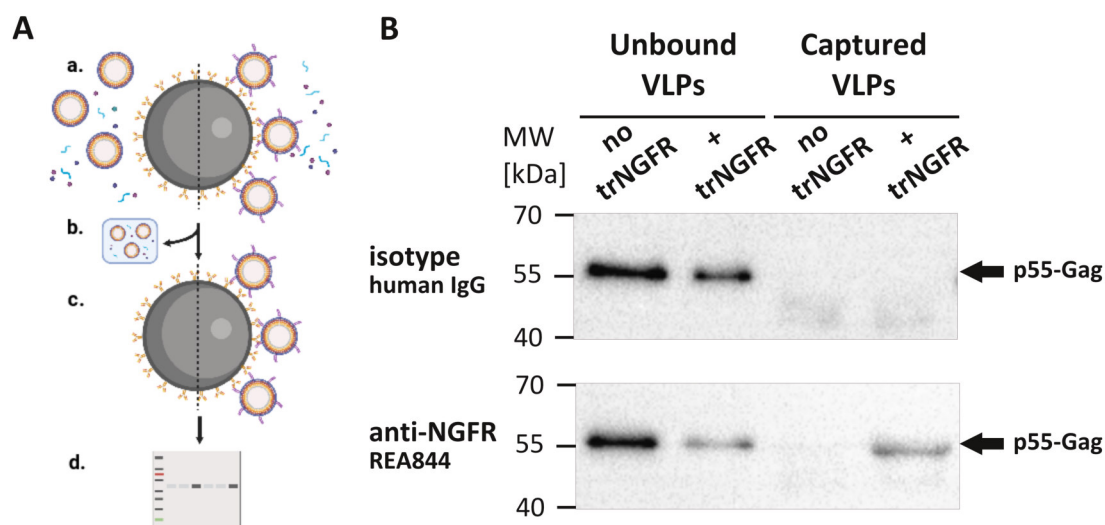 A
a.
b.
c.
d.
B
Unbound VLPs
Captured VLPs
MW [kDa]
no trNGFR
+ trNGFR
no trNGFR
+ trNGFR
isotype
human IgG
70
55
40
p55-Gag
anti-NGFR
REA844
70
55
40
p55-Gag